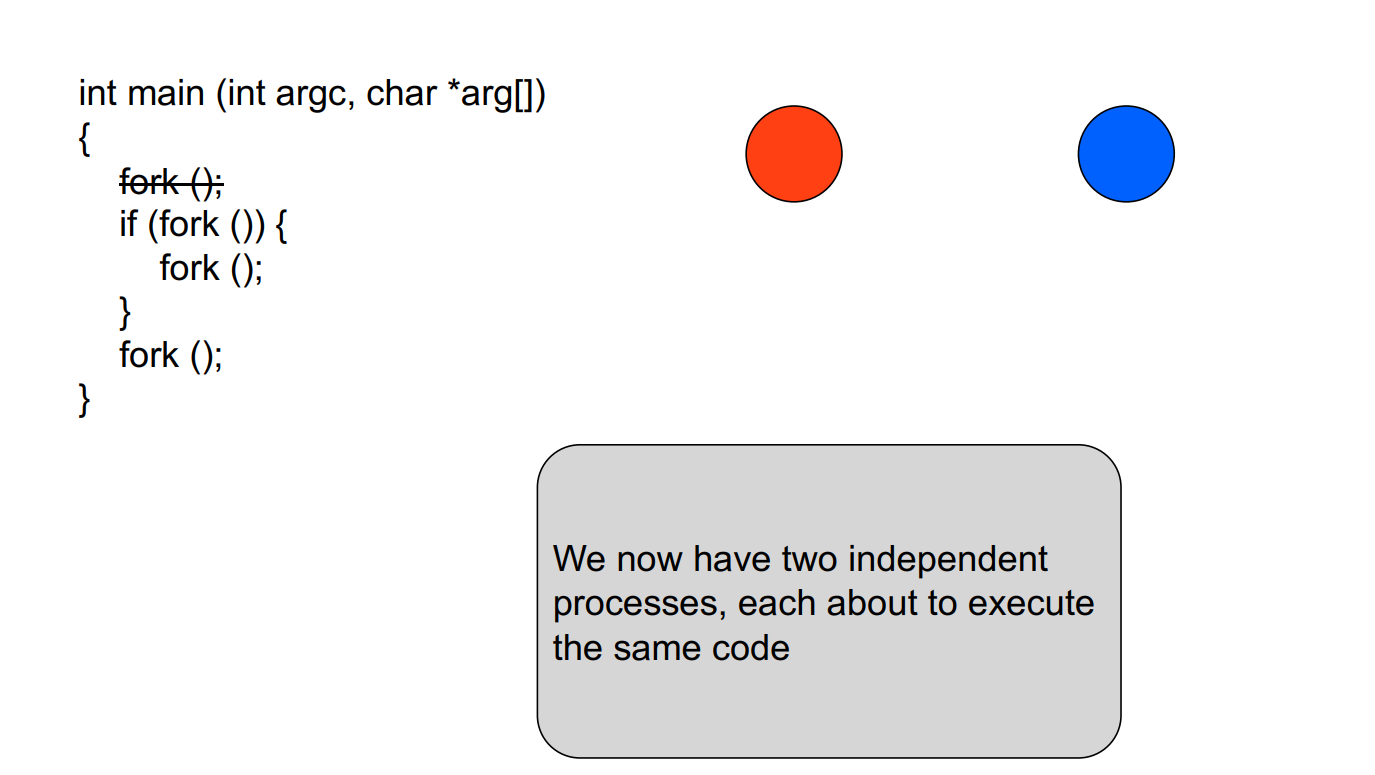 int main (int argc, char *arg[])
{
fork ();
if (fork ()) {
fork ();
}
fork ();
}
We now have two independent
processes, each about to execute
the same code